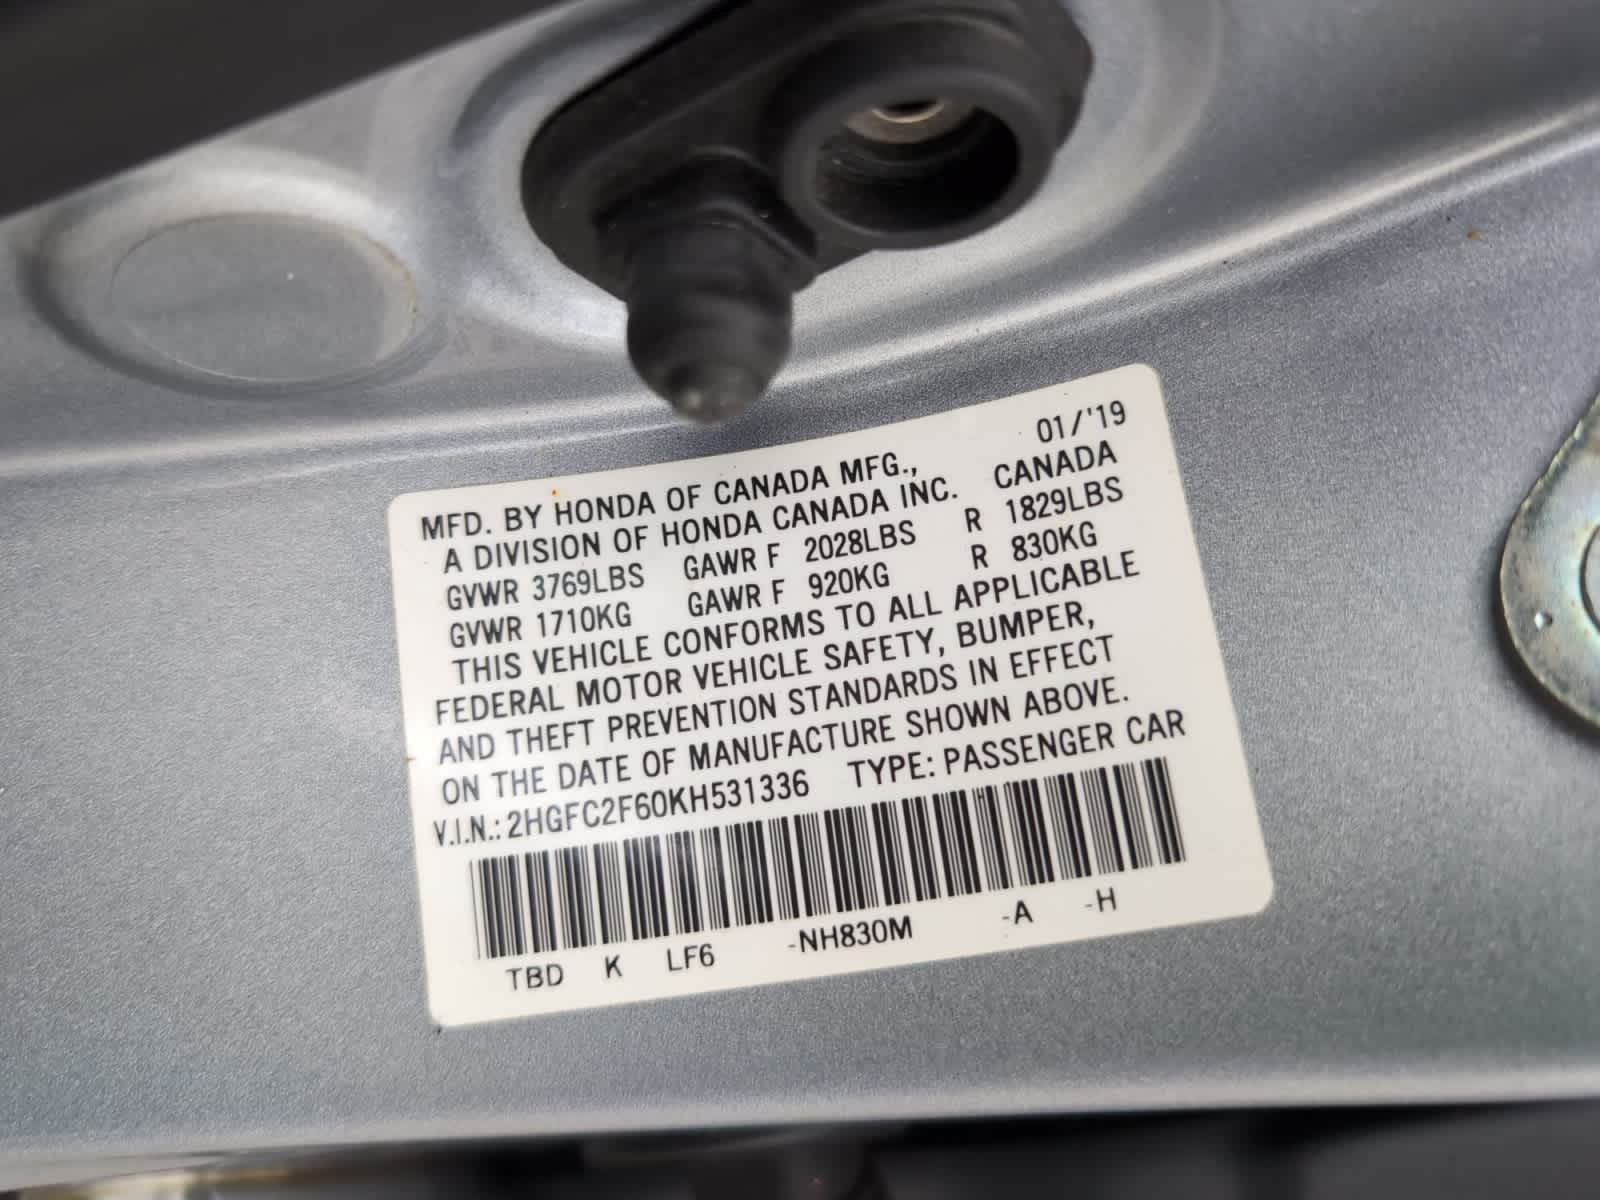 01/'19
MFD. BY HONDA OF CANADA MFG.,
A DIVISION OF HONDA CANADA INC. CANADA
GVWR 3769LBS GAWR F 2028LBS R 1829LBS
GVWR 1710KG GAWR F 920KG R 830KG
THIS VEHICLE CONFORMS TO ALL APPLICABLE
FEDERAL MOTOR VEHICLE SAFETY, BUMPER,
AND THEFT PREVENTION STANDARDS IN EFFECT
ON THE DATE OF MANUFACTURE SHOWN ABOVE.
V.I.N.: 2HGFC2F60KH531336 TYPE: PASSENGER CAR
TBD K LF6 -NH830M -A -H